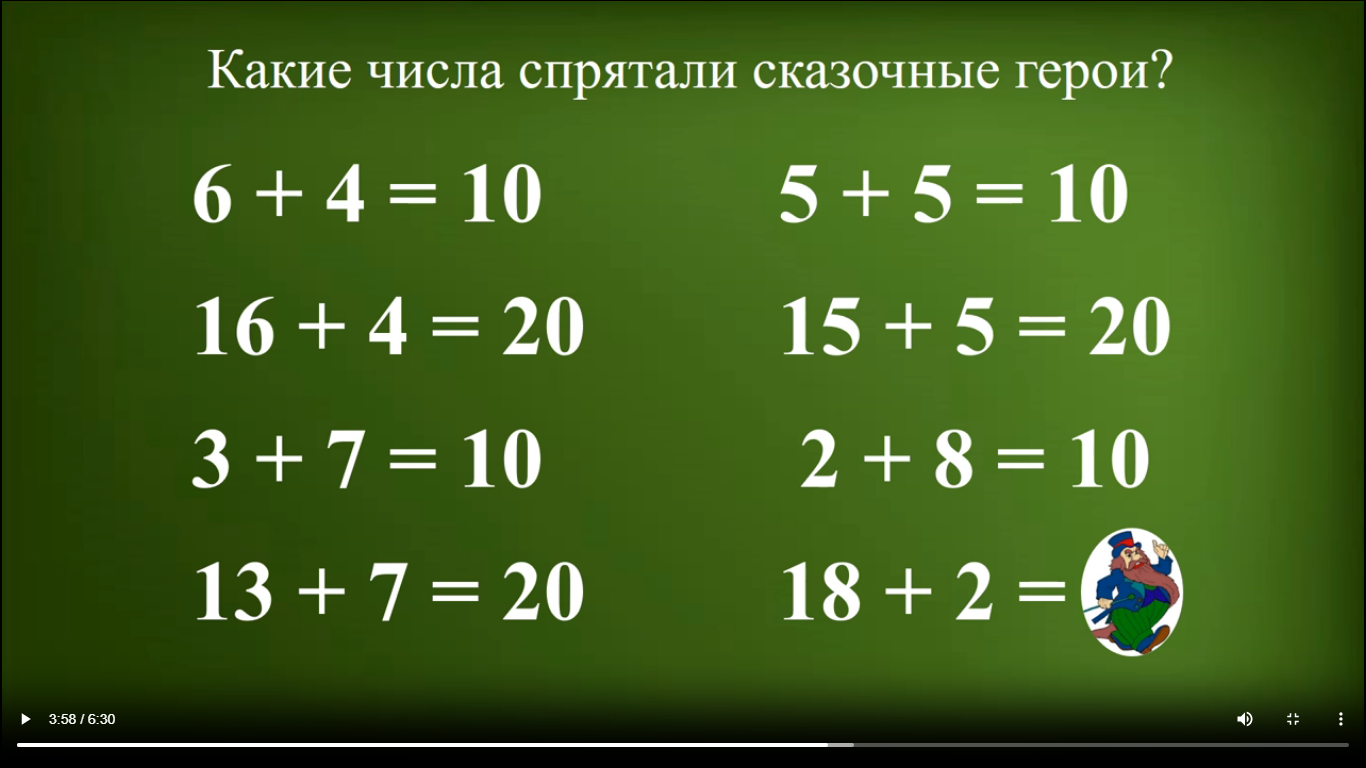 Какие числа спрятали сказочные герои?
6 + 4 = 10
16 + 4 = 20
3 + 7 = 10
13 + 7 = 20
5 + 5 = 10
15 + 5 = 20
2 + 8 = 10
18 + 2 =
3:58 / 6:30